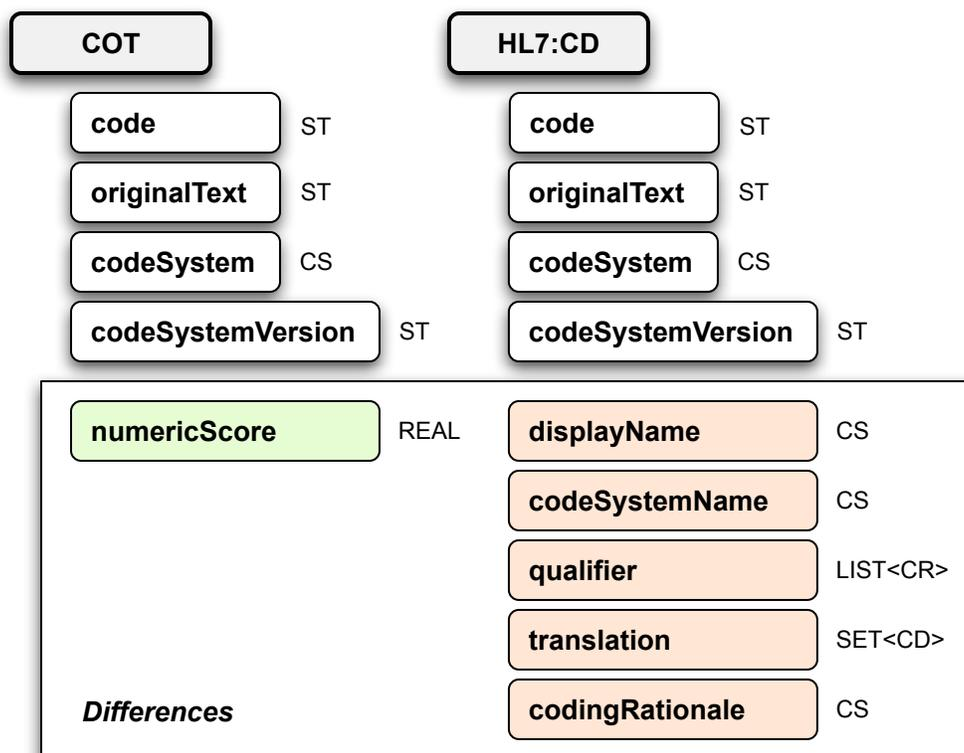 COT HL7:CD
code ST code ST
originalText ST originalText ST
codeSystem CS codeSystem CS
codeSystemVersion ST codeSystemVersion ST
numericScore REAL displayName CS
codeSystemName CS
qualifier LIST<CR>
translation SET<CD>
Differences codingRationale CS